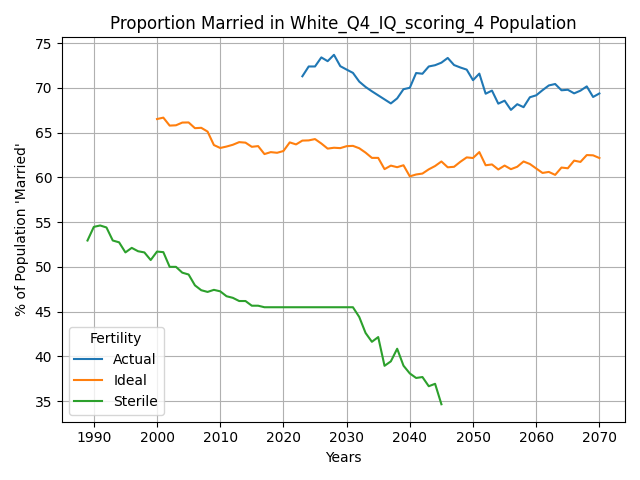 Proportion Married in White_Q4_IQ_scoring_4 Population
% of Population 'Married'
75
70
65
60
55
50
45
40
35
Fertility
Actual
Ideal
Sterile
1990 2000 2010 2020 2030 2040 2050 2060 2070
Years